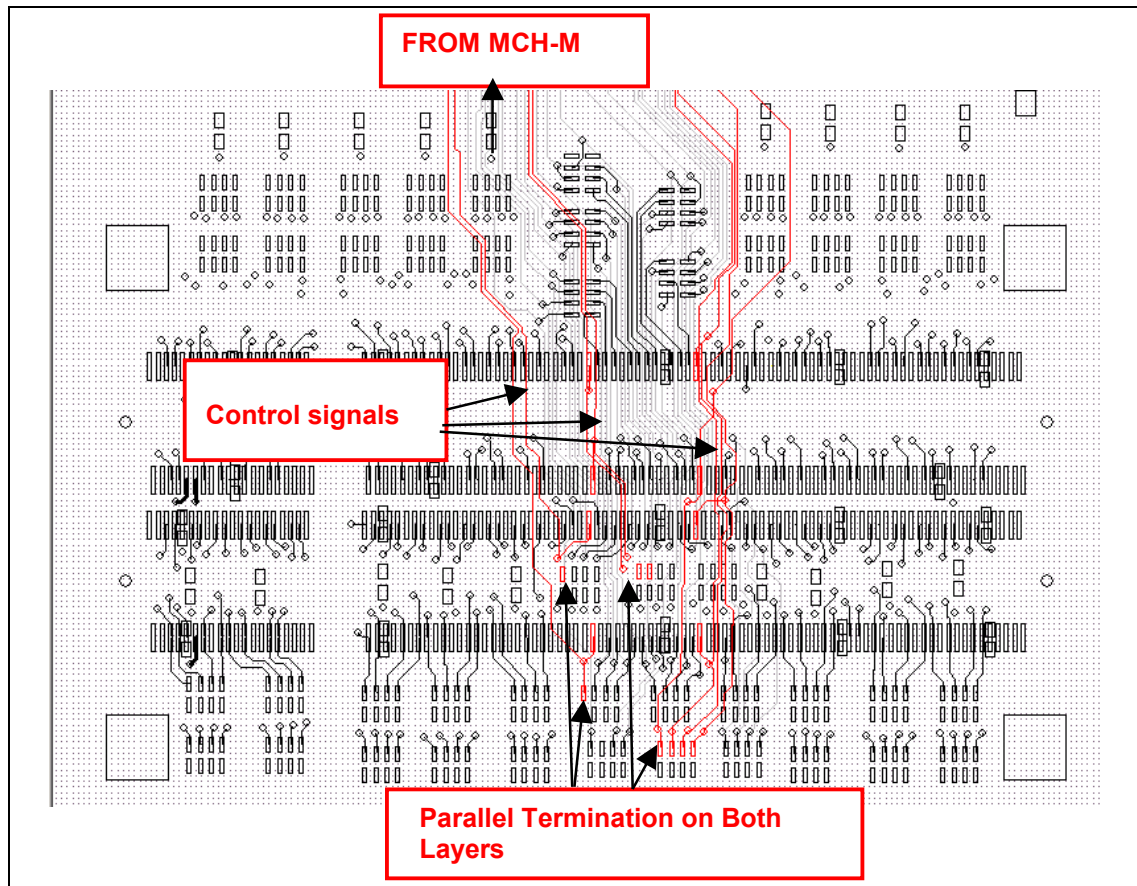 FROM MCH-M
Control signals
Parallel Termination on Both
Layers